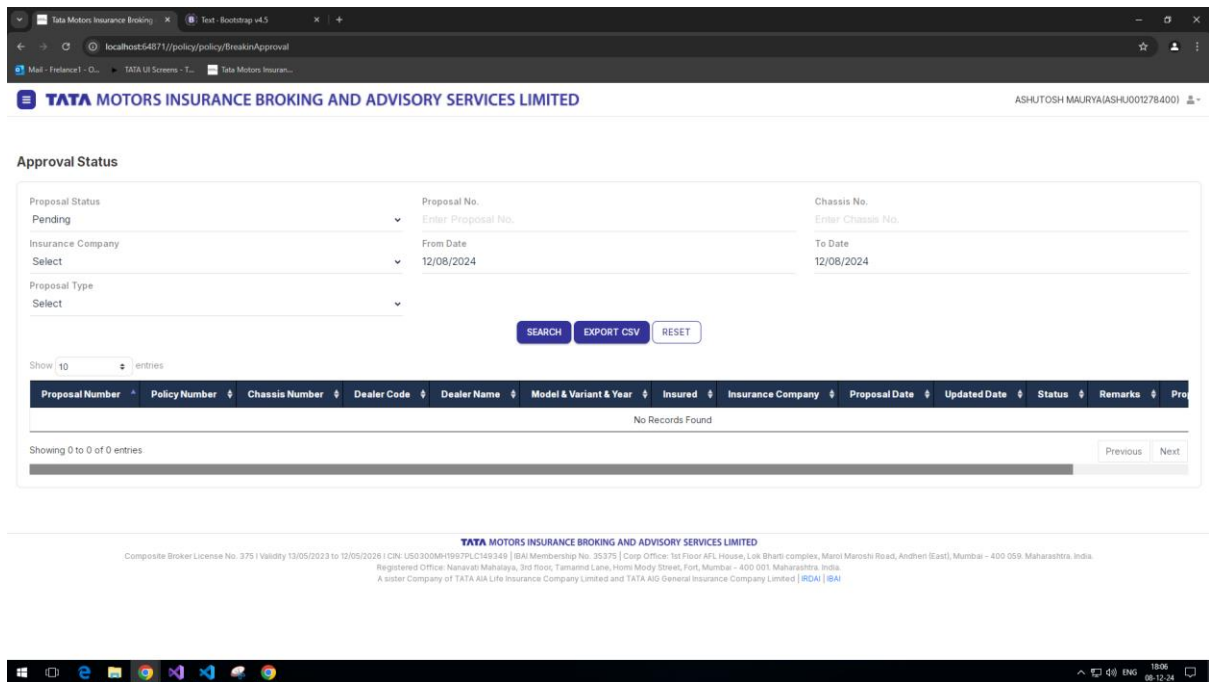 Tata Motors Insurance Broking
Text · Bootstrap v4.5
localhost:64871//policy/policy/BreakinApproval
Mail - Frelance1 - O...
TATA UI Screens - T...
Tata Motors Insuran...
TATA MOTORS INSURANCE BROKING AND ADVISORY SERVICES LIMITED
ASHUTOSH MAURYA(ASHU001278400)
Approval Status
Proposal Status Proposal No. Chassis No.
Pending Enter Proposal No. Enter Chassis No.
Insurance Company From Date To Date
Select 12/08/2024 12/08/2024
Proposal Type
Select
SEARCH EXPORT CSV RESET
Show 10 entries
Proposal Number Policy Number Chassis Number Dealer Code Dealer Name Model & Variant & Year Insured Insurance Company Proposal Date Updated Date Status Remarks Prop
No Records Found
Showing 0 to 0 of 0 entries Previous Next
TATA MOTORS INSURANCE BROKING AND ADVISORY SERVICES LIMITED
Composite Broker License No. 375 I Validity 13/05/2023 to 12/05/2026 I CIN: U50300MH1997PLC149349 | IBAI Membership No. 35375 | Corp Office: 1st Floor AFL House, Lok Bharti complex, Marol Maroshi Road, Andheri (East), Mumbai - 400 059. Maharashtra. India.
Registered Office: Nanavati Mahalaya, 3rd floor, Tamarind Lane, Homi Mody Street, Fort, Mumbai - 400 001. Maharashtra. India.
A sister Company of TATA AIA Life Insurance Company Limited and TATA AIG General Insurance Company Limited | IRDAI | IBAI
ENG 18:06
08-12-24